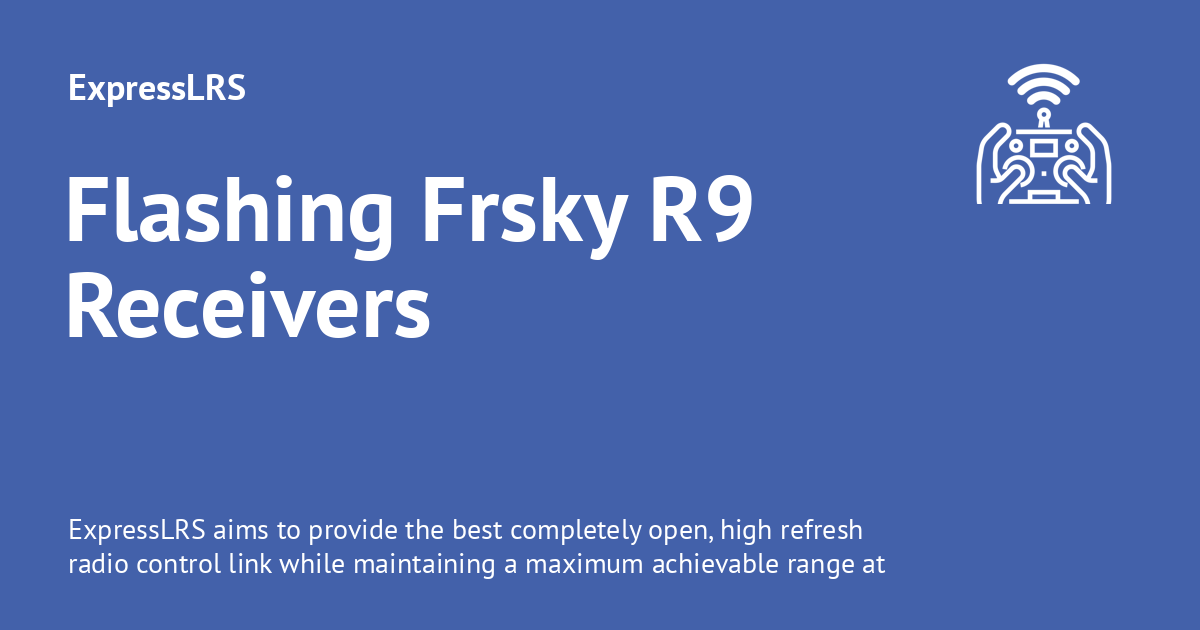 ExpressLRS
Flashing Frsky R9
Receivers
ExpressLRS aims to provide the best completely open, high refresh
radio control link while maintaining a maximum achievable range at